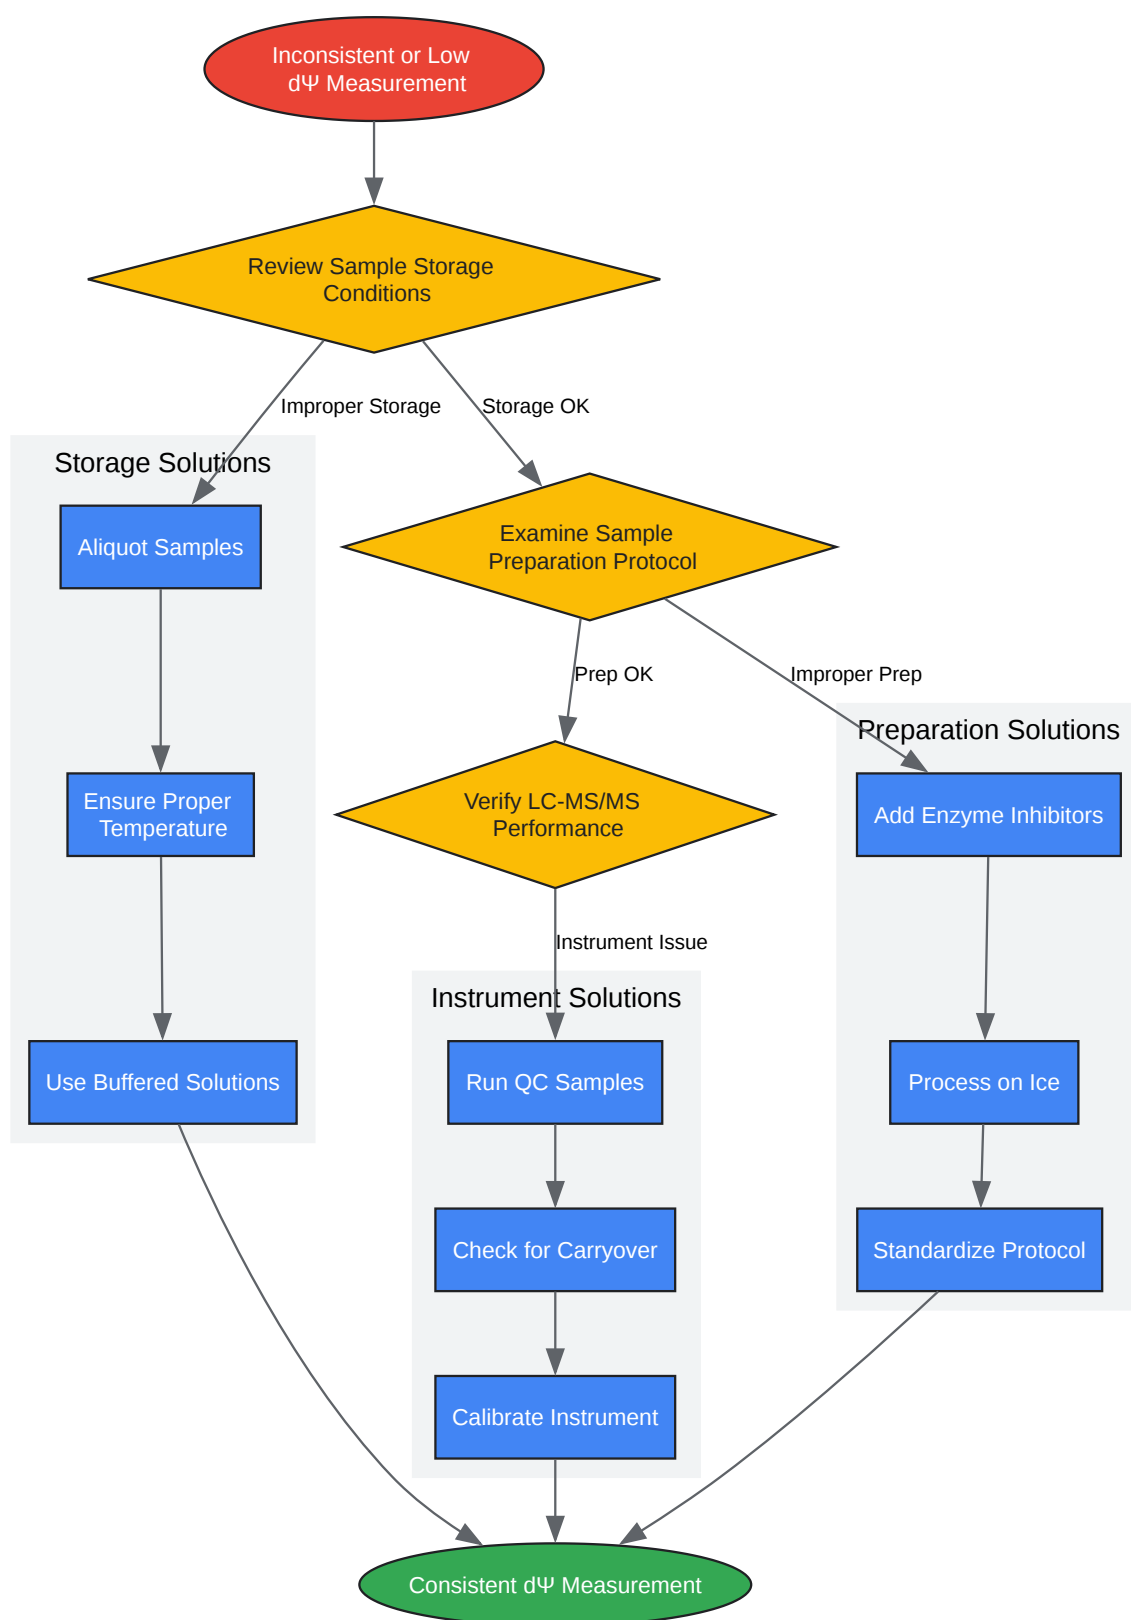 Inconsistent or Low
dΨ Measurement
Review Sample Storage
Conditions
Improper Storage
Storage OK
Storage Solutions
Aliquot Samples
Examine Sample
Preparation Protocol
Prep OK
Improper Prep
Preparation Solutions
Ensure Proper
Temperature
Verify LC-MS/MS
Performance
Add Enzyme Inhibitors
Instrument Issue
Instrument Solutions
Use Buffered Solutions
Run QC Samples
Process on Ice
Check for Carryover
Standardize Protocol
Calibrate Instrument
Consistent dΨ Measurement